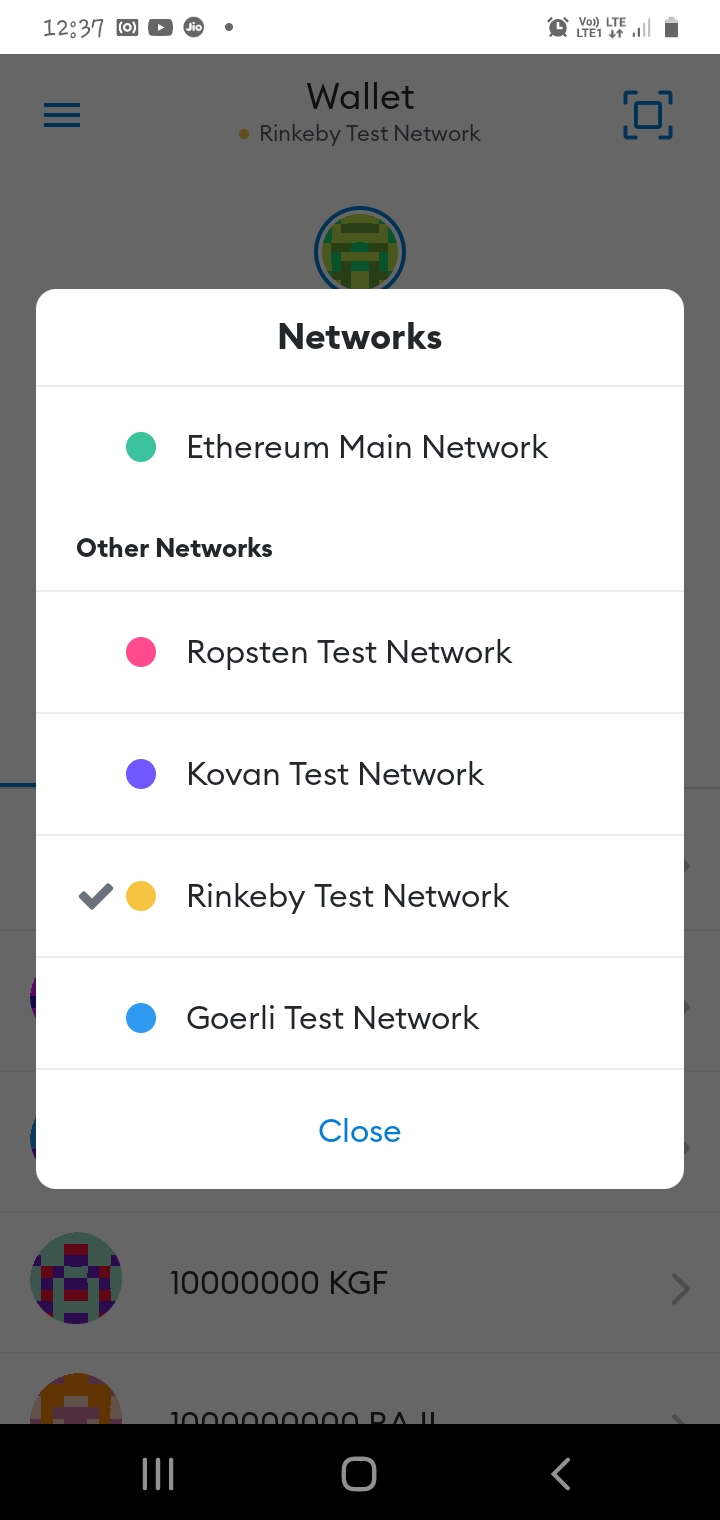 12:37
Jio
Vo)) LTE
LTE1
Wallet
Rinkeby Test Network
Networks
Ethereum Main Network
Other Networks
Ropsten Test Network
Kovan Test Network
Rinkeby Test Network
Goerli Test Network
Close
10000000 KGF
1000000000